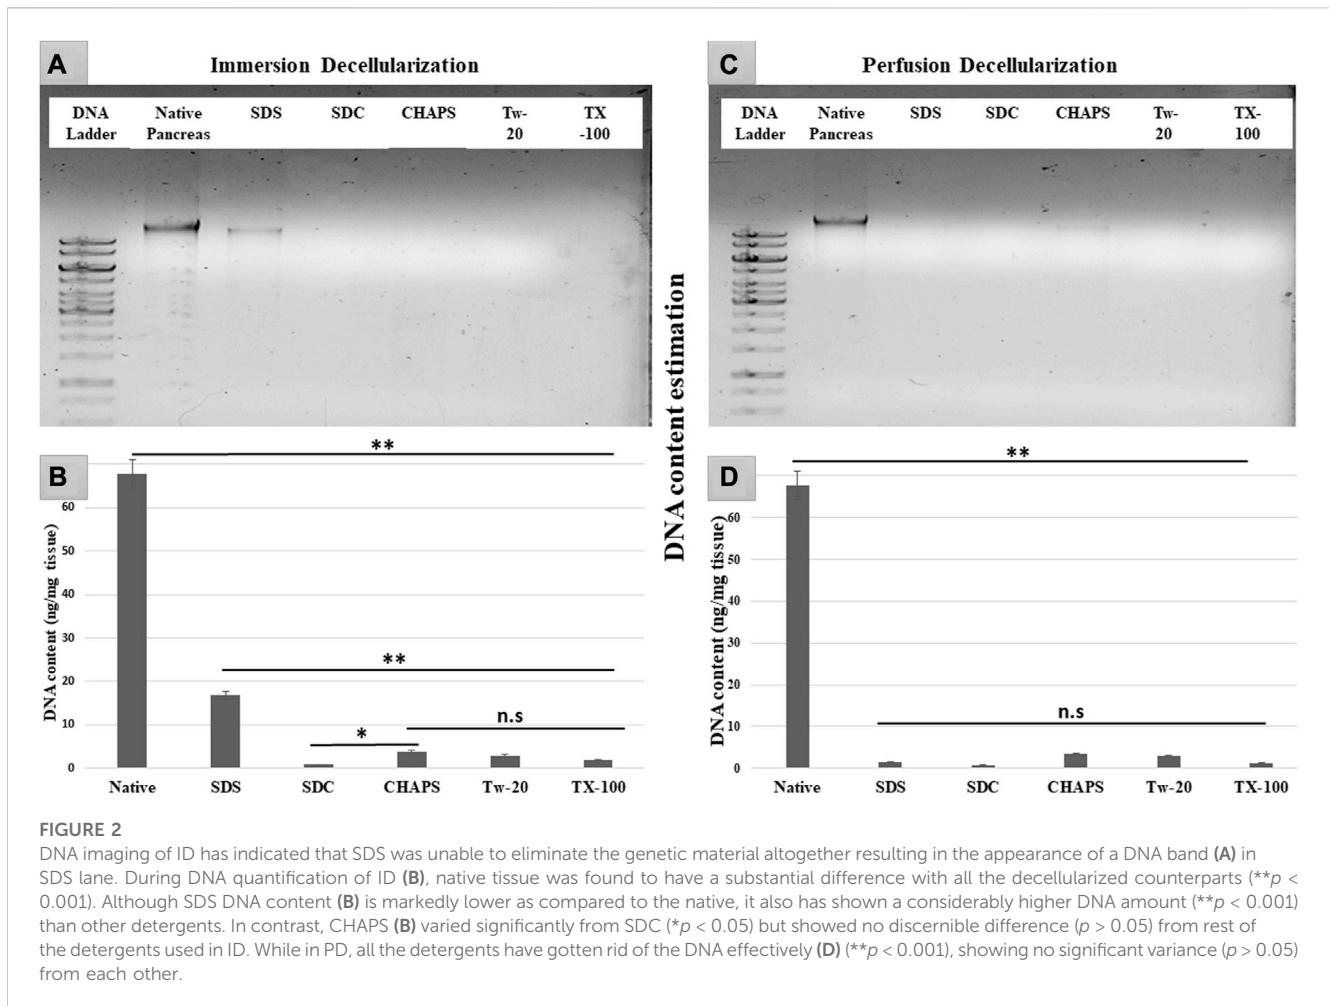 A
Immersion Decellularization
DNA Ladder
Native Pancreas
SDS
SDC
CHAPS
Tw-20
TX-100
B
DNA content (ng/mg tissue)
60
50
40
30
20
10
0
**
**
*
n.s
Native
SDS
SDC
CHAPS
Tw-20
TX-100
DNA content estimation
C
Perfusion Decellularization
DNA Ladder
Native Pancreas
SDS
SDC
CHAPS
Tw-20
TX-100
D
DNA content (ng/mg tissue)
60
50
40
30
20
10
0
**
n.s
Native
SDS
SDC
CHAPS
Tw-20
TX-100
FIGURE 2
DNA imaging of ID has indicated that SDS was unable to eliminate the genetic material altogether resulting in the appearance of a DNA band (A) in
SDS lane. During DNA quantification of ID (B), native tissue was found to have a substantial difference with all the decellularized counterparts (**p <
0.001). Although SDS DNA content (B) is markedly lower as compared to the native, it also has shown a considerably higher DNA amount (**p < 0.001)
than other detergents. In contrast, CHAPS (B) varied significantly from SDC (*p < 0.05) but showed no discernible difference (p > 0.05) from rest of
the detergents used in ID. While in PD, all the detergents have gotten rid of the DNA effectively (D) (**p < 0.001), showing no significant variance (p > 0.05)
from each other.